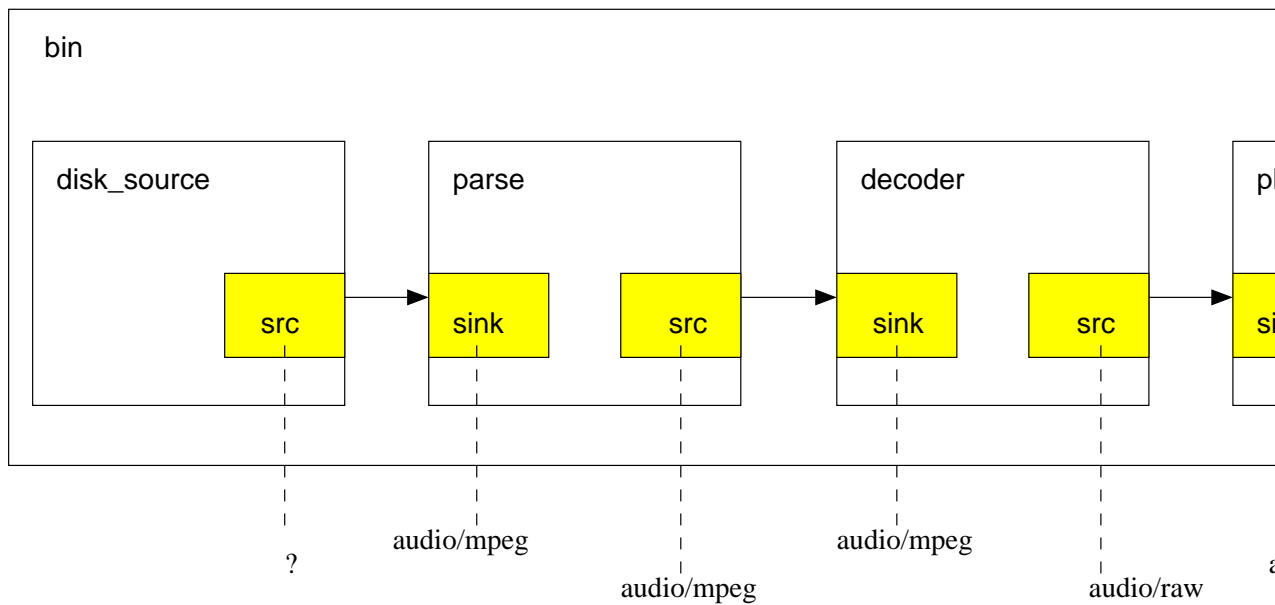 bin
disk_source
parse
decoder
src
sink
src
sink
src
?
audio/mpeg
audio/mpeg
audio/mpeg
audio/raw